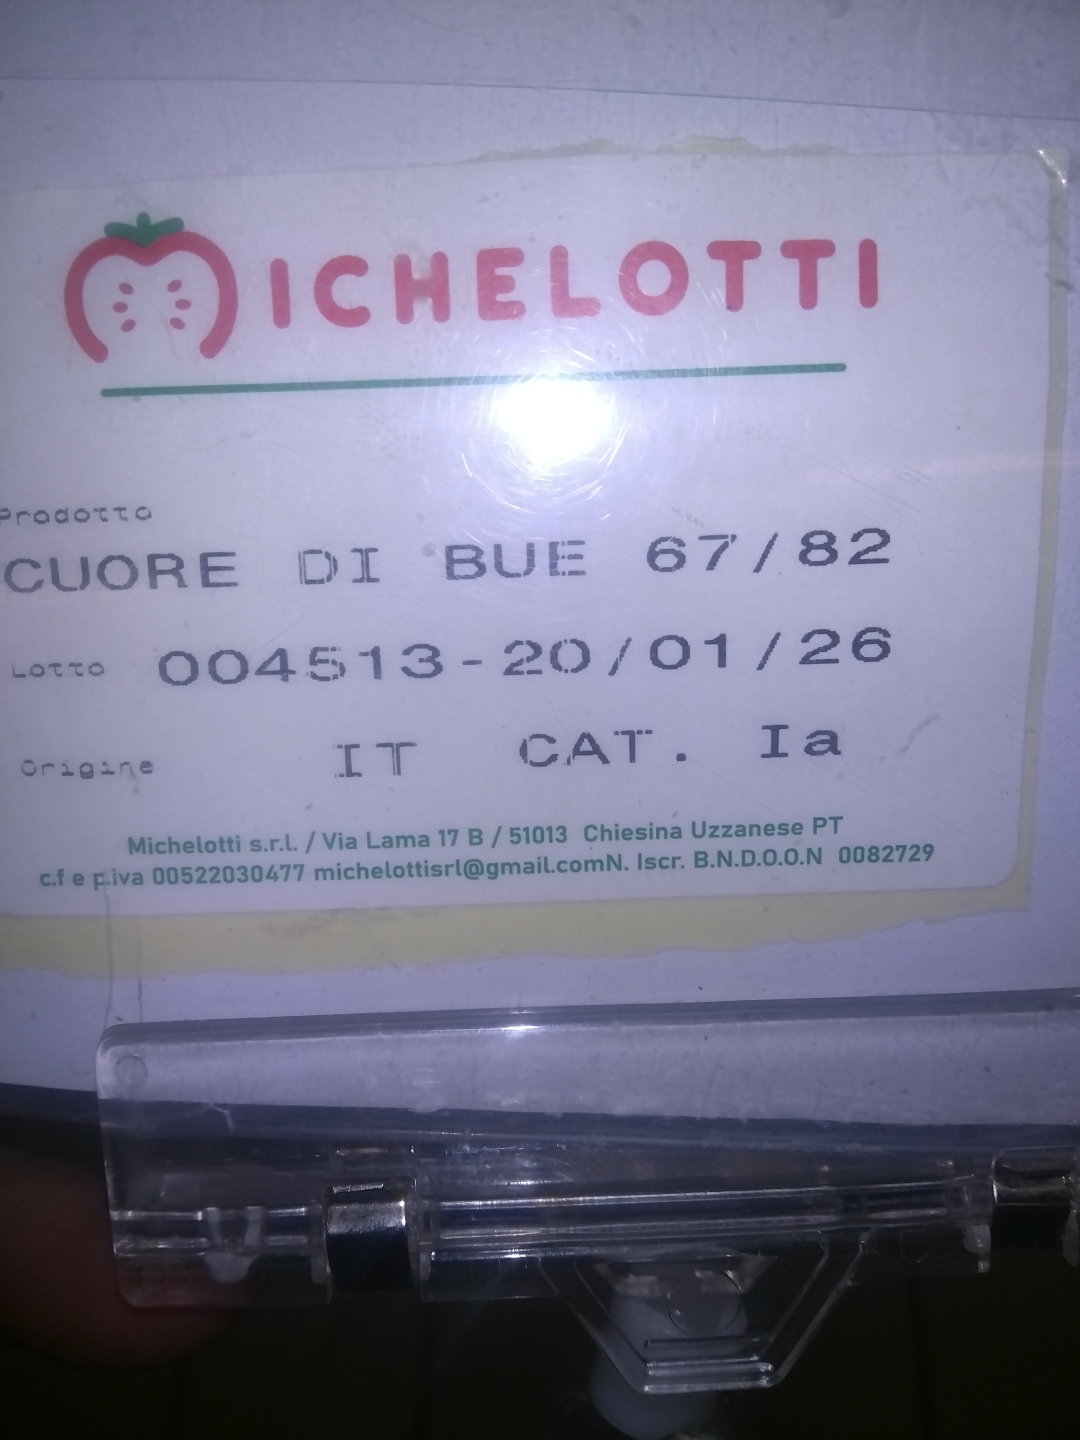 MICHELOTTI
Prodotto
CUORE DI BUE 67/82
Lotto 004513-20/01/26
Origine IT CAT. Ia
Michelotti s.r.l. / Via Lama 17 B / 51013 Chiesina Uzzanese PT
c.f e p.iva 00522030477 michelottisrl@gmail.comN. Iscr. B.N.D.O.O.N 0082729